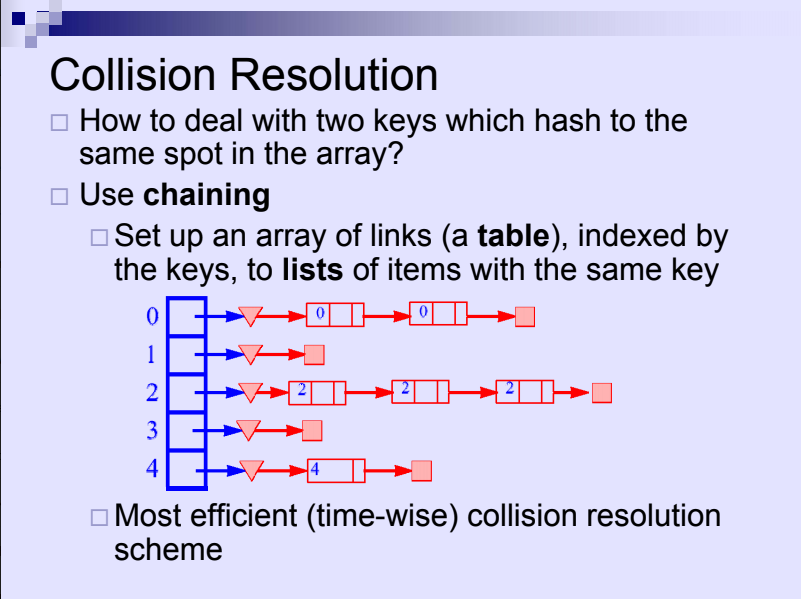 Collision Resolution
How to deal with two keys which hash to the
same spot in the array?
Use chaining
Set up an array of links (a table), indexed by
the keys, to lists of items with the same key
0 0 0
1
2 2 2 2
3
4 4
Most efficient (time-wise) collision resolution
scheme